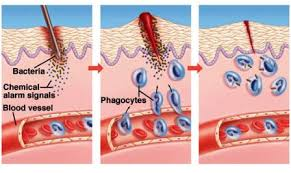 Bacteria
Chemical
alarm signals
Blood vessel
Phagocytes